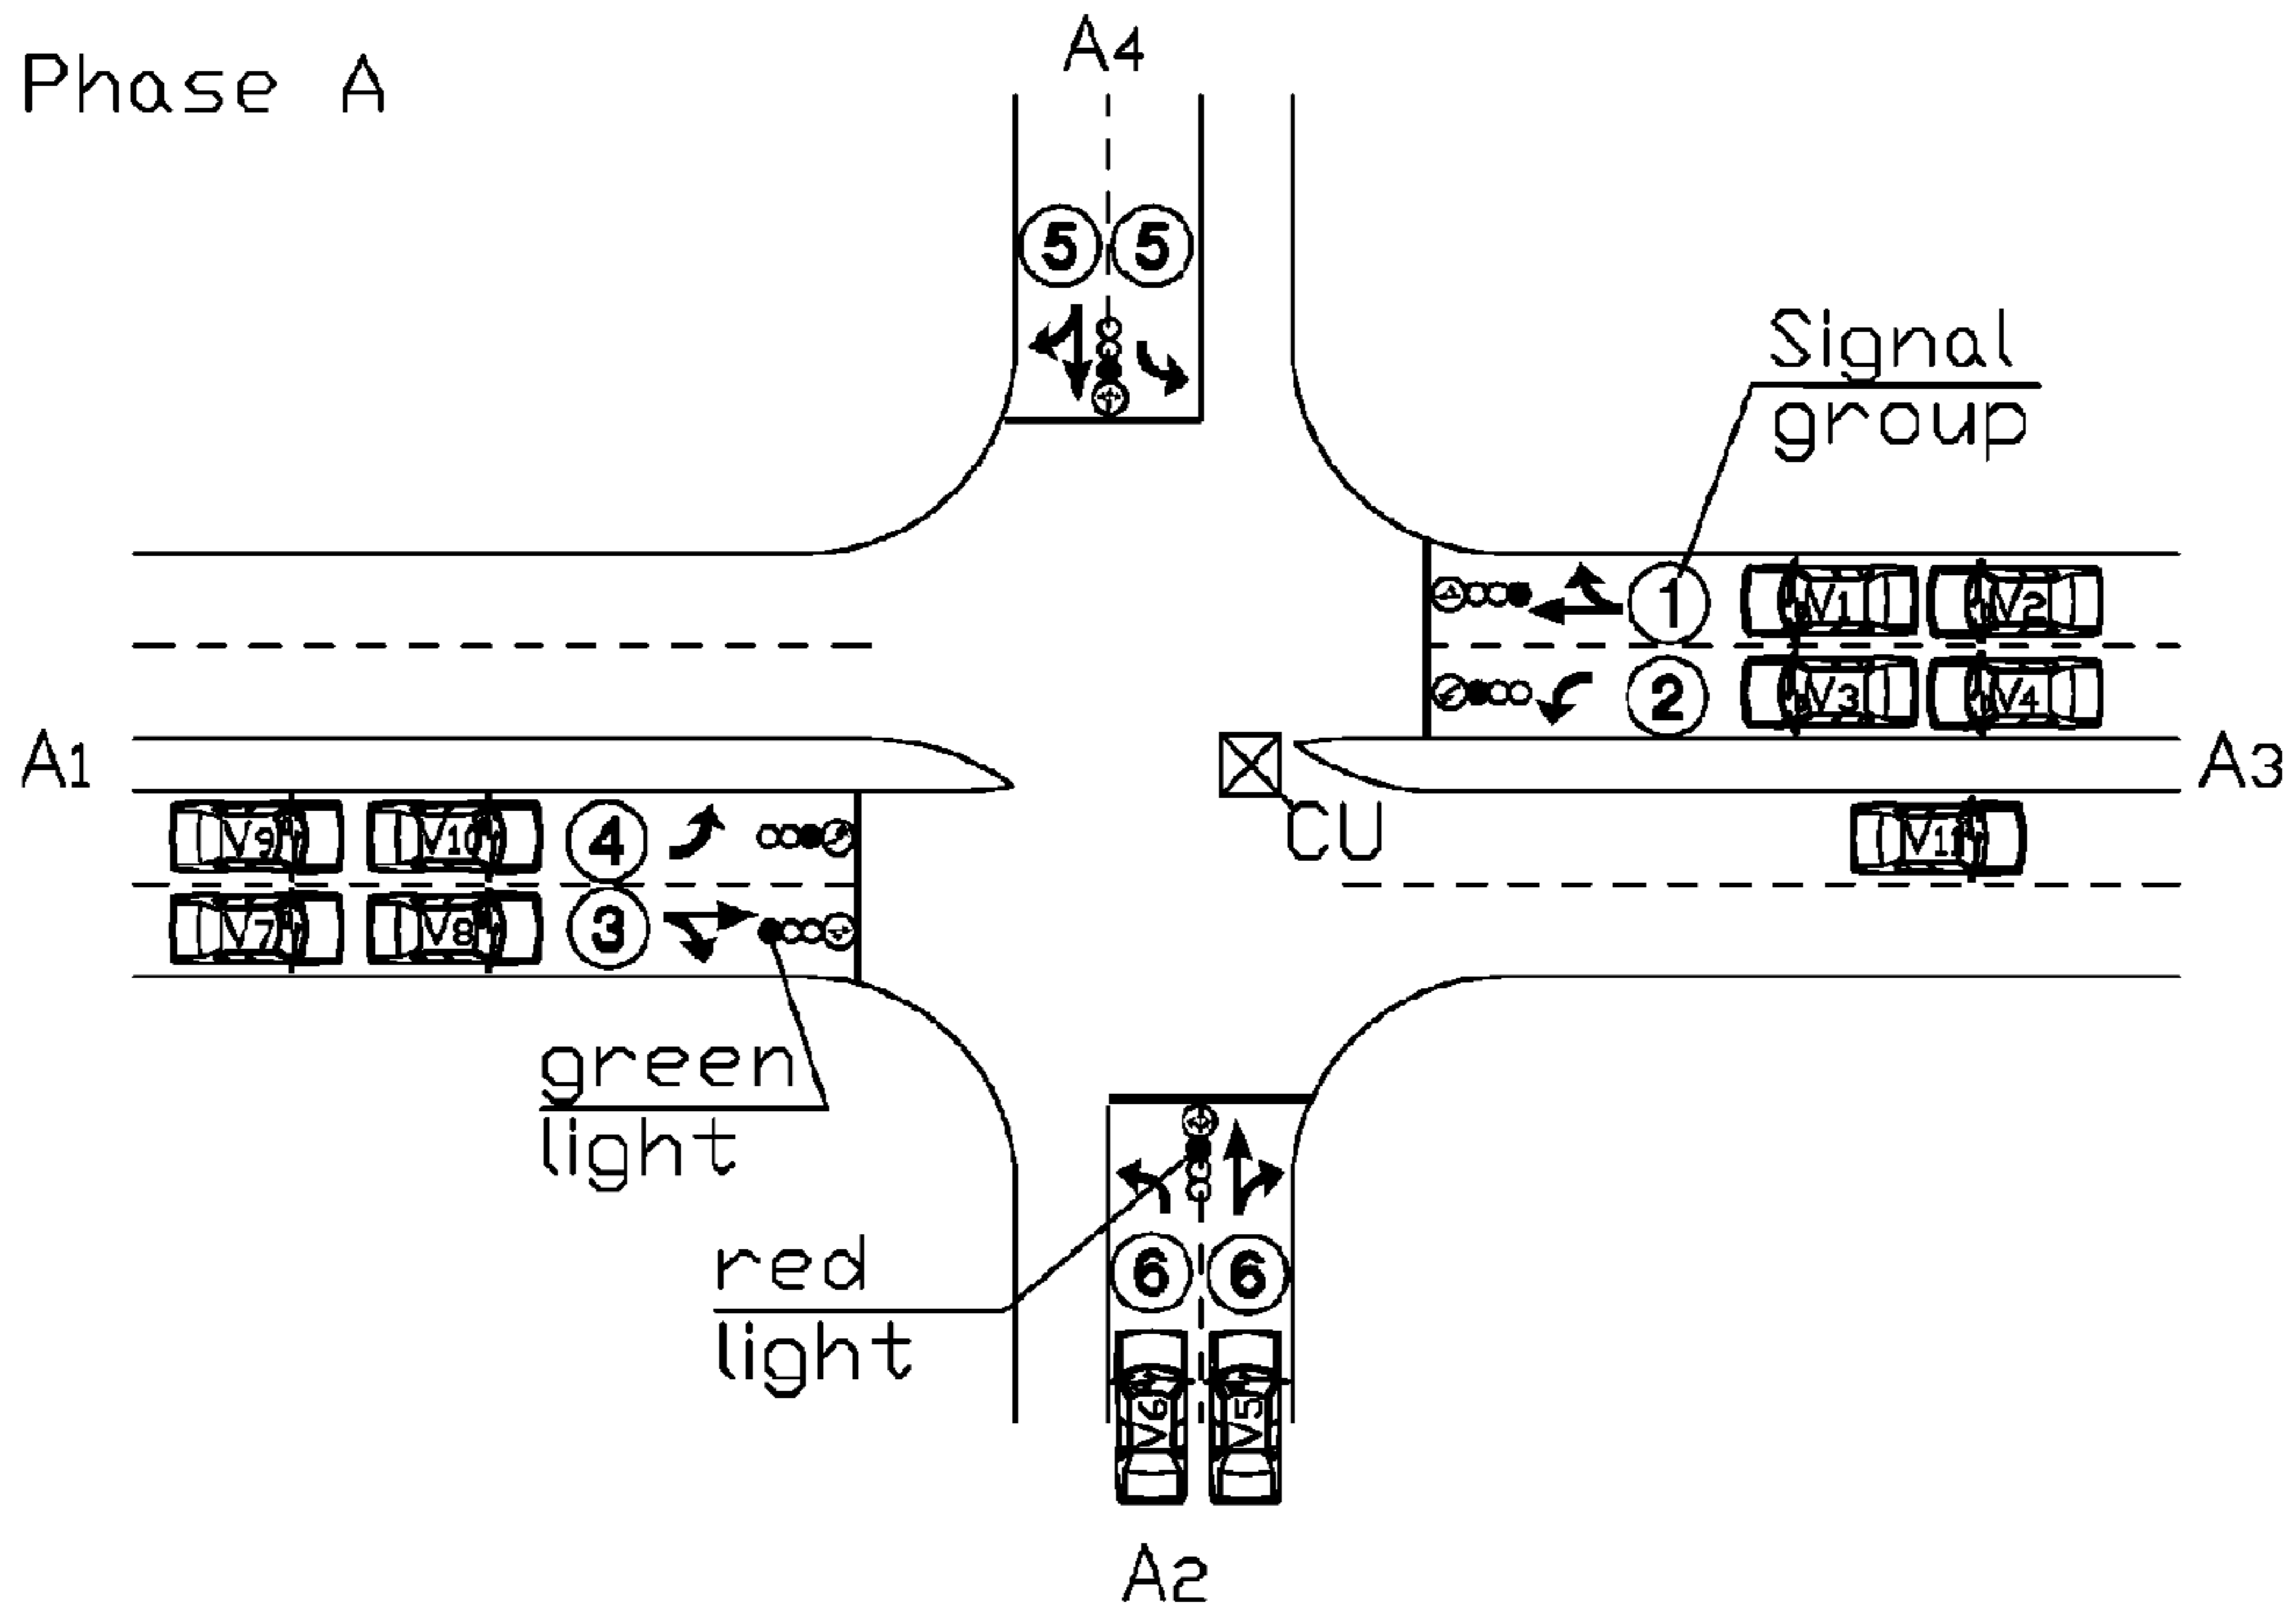 A4
Phase A
5 5
Signal
group
1 V1 V2
2 V3 V4
A1
A3
CU
V9 V10 4
V11
V7 V8 3
green
light
red
light
6 6
V6 V5
A2